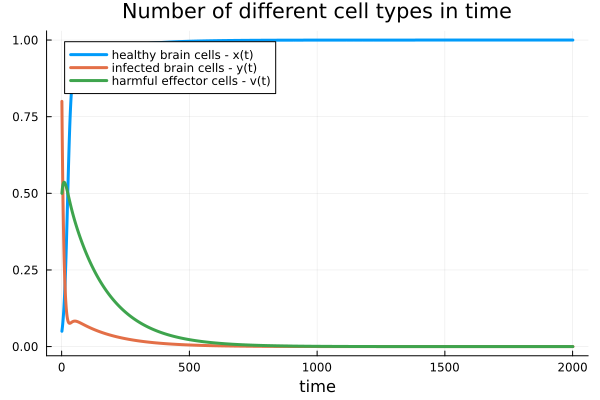 Number of different cell types in time
1.00
healthy brain cells - x(t)
infected brain cells - y(t)
harmful effector cells - v(t)
0.75
0.50
0.25
0.00
0 500 1000 1500 2000
time